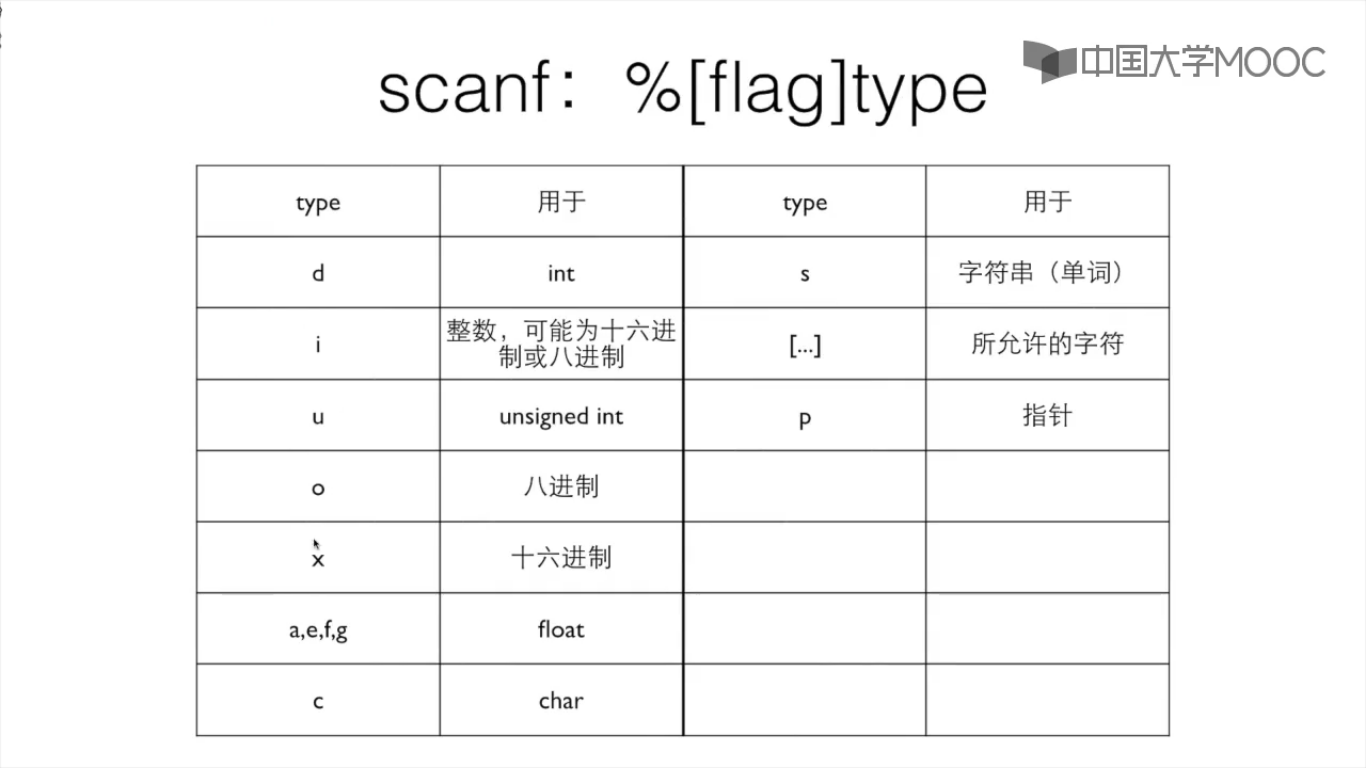 中国大学MOOC
scanf：%[flag]type
type 用于 type 用于
d int s 字符串（单词）
i 整数，可能为十六进
制或八进制 [...] 所允许的字符
u unsigned int p 指针
o 八进制
x 十六进制
a,e,f,g float
c char